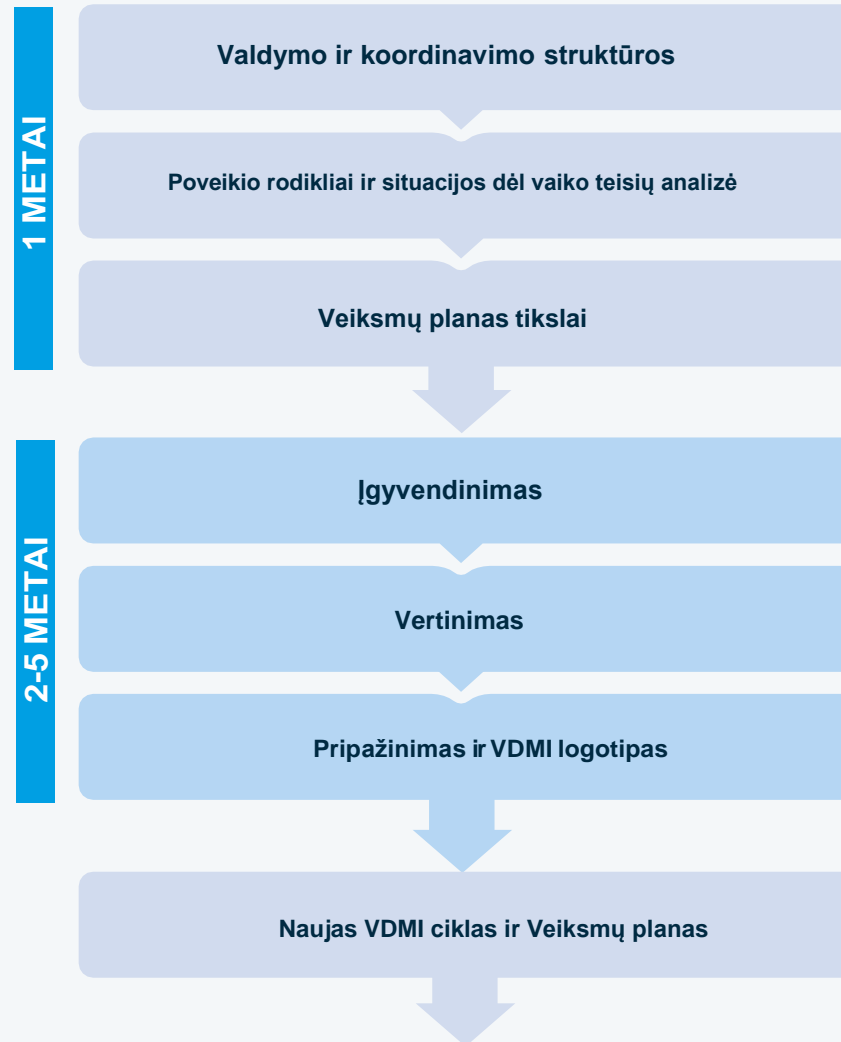 1 METAI
Valdymo ir koordinavimo struktūros
Poveikio rodikliai ir situacijos dėl vaiko teisių analizė
Veiksmų planas tikslai
2-5 METAI
Įgyvendinimas
Vertinimas
Pripažinimas ir VDMI logotipas
Naujas VDMI ciklas ir Veiksmų planas